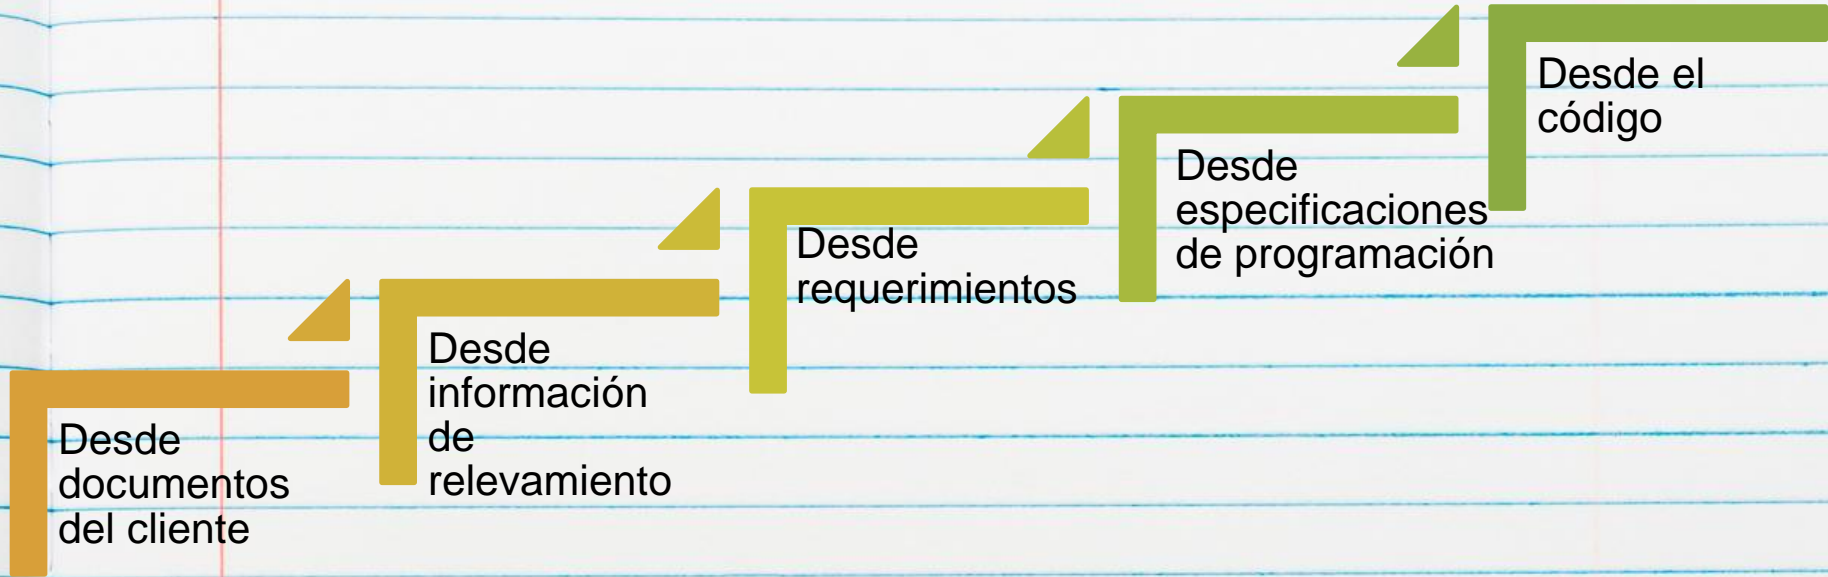 Desde
documentos
del cliente
Desde
información
de
relevamiento
Desde
requerimientos
Desde
especificaciones
de programación
Desde el
código